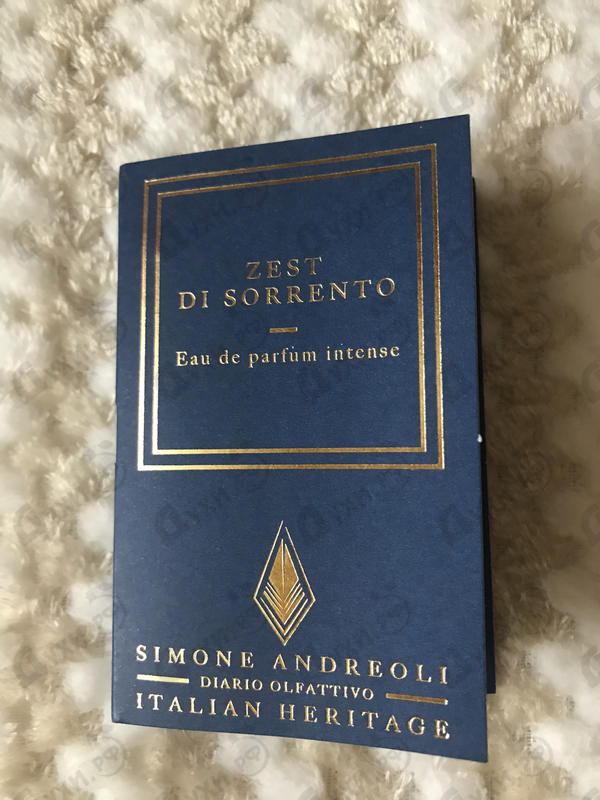 ZEST
DI SORRENTO
Eau de parfum intense
SIMONE ANDREOLI
DIARIO OLFATTIVO
ITALIAN HERITAGE